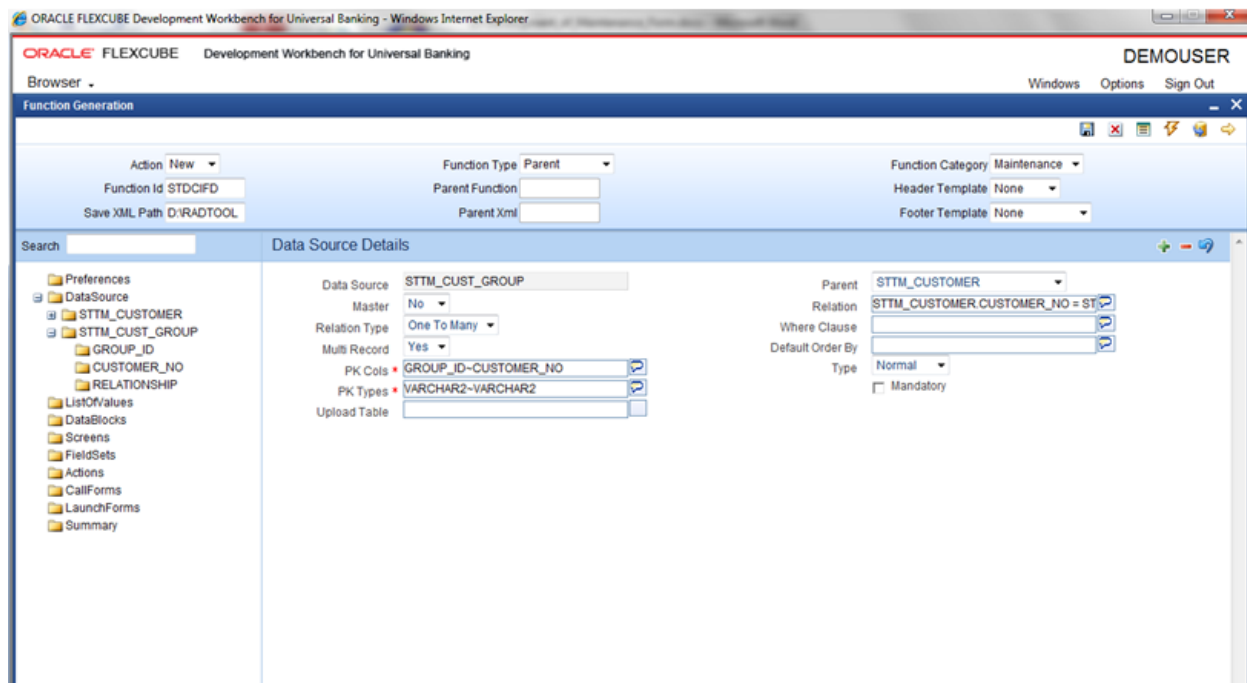 ORACLE FLEXCUBE Development Workbench for Universal Banking - Windows Internet Explorer
ORACLE FLEXCUBE Development Workbench for Universal Banking DEMOUSER
Browser Windows Options Sign Out
Function Generation
Action New Function Type Parent Function Category Maintenance
Function Id STDCIFD Parent Function Header Template None
Save XML Path D:\RADTOOL Parent Xml Footer Template None
Search Data Source Details
Preferences
DataSource
STTM_CUSTOMER
STTM_CUST_GROUP
GROUP_ID
CUSTOMER_NO
RELATIONSHIP
ListOfValues
DataBlocks
Screens
FieldSets
Actions
CallForms
LaunchForms
Summary
Data Source STTM_CUST_GROUP Parent STTM_CUSTOMER
Master No Relation STTM_CUSTOMER.CUSTOMER_NO = ST
Relation Type One To Many Where Clause
Multi Record Yes Default Order By
PK Cols * GROUP_ID~CUSTOMER_NO Type Normal
PK Types * VARCHAR2~VARCHAR2 Mandatory
Upload Table